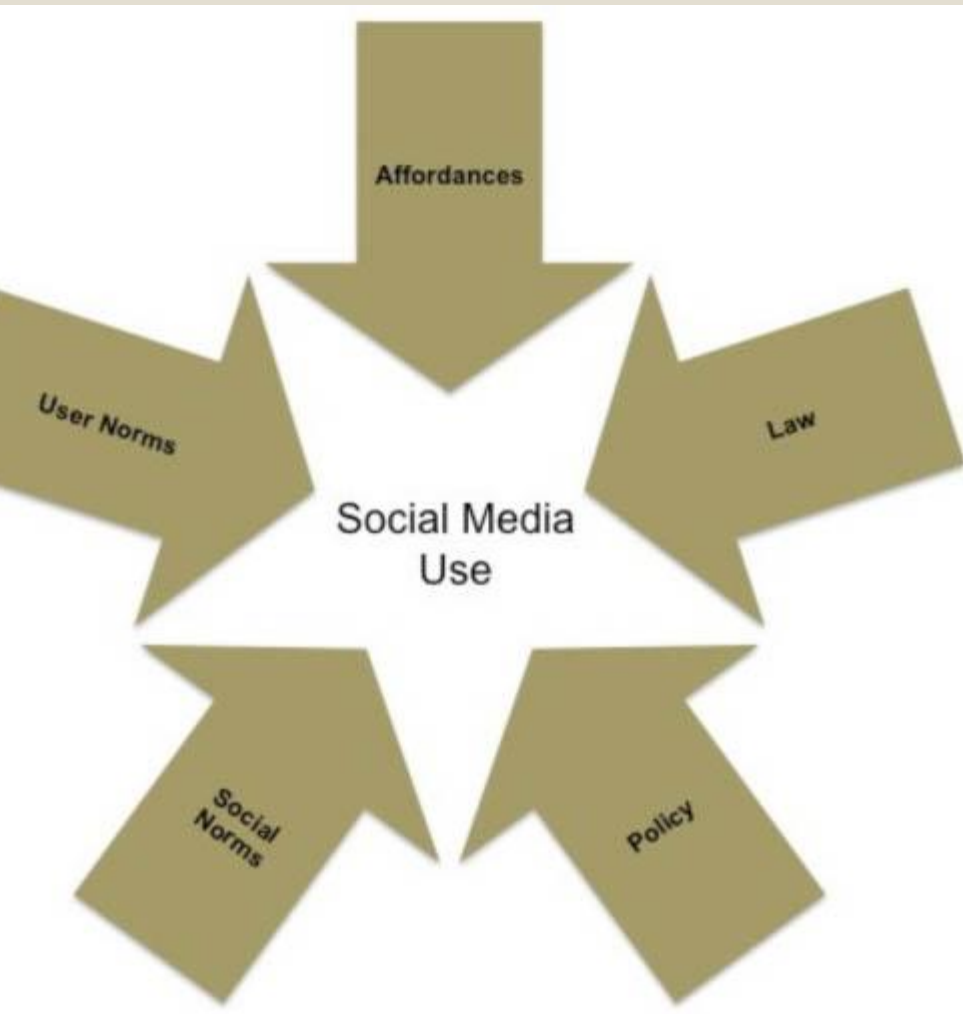 Affordances
User Norms
Law
Social Media
Use
Social
Norms
Policy